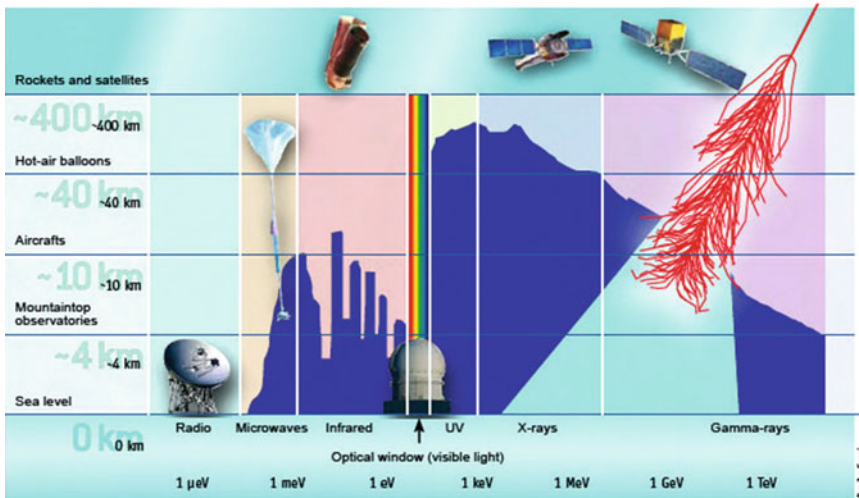 Rockets and satellites
~400 km
~400 km
Hot-air balloons
~40 km
~40 km
Aircrafts
~10 km
~10 km
Mountaintop
observatories
~4 km
~4 km
Sea level
0 km
0 km
Radio Microwaves Infrared UV X-rays Gamma-rays
Optical window (visible light)
1 µeV 1 meV 1 eV 1 keV 1 MeV 1 GeV 1 TeV